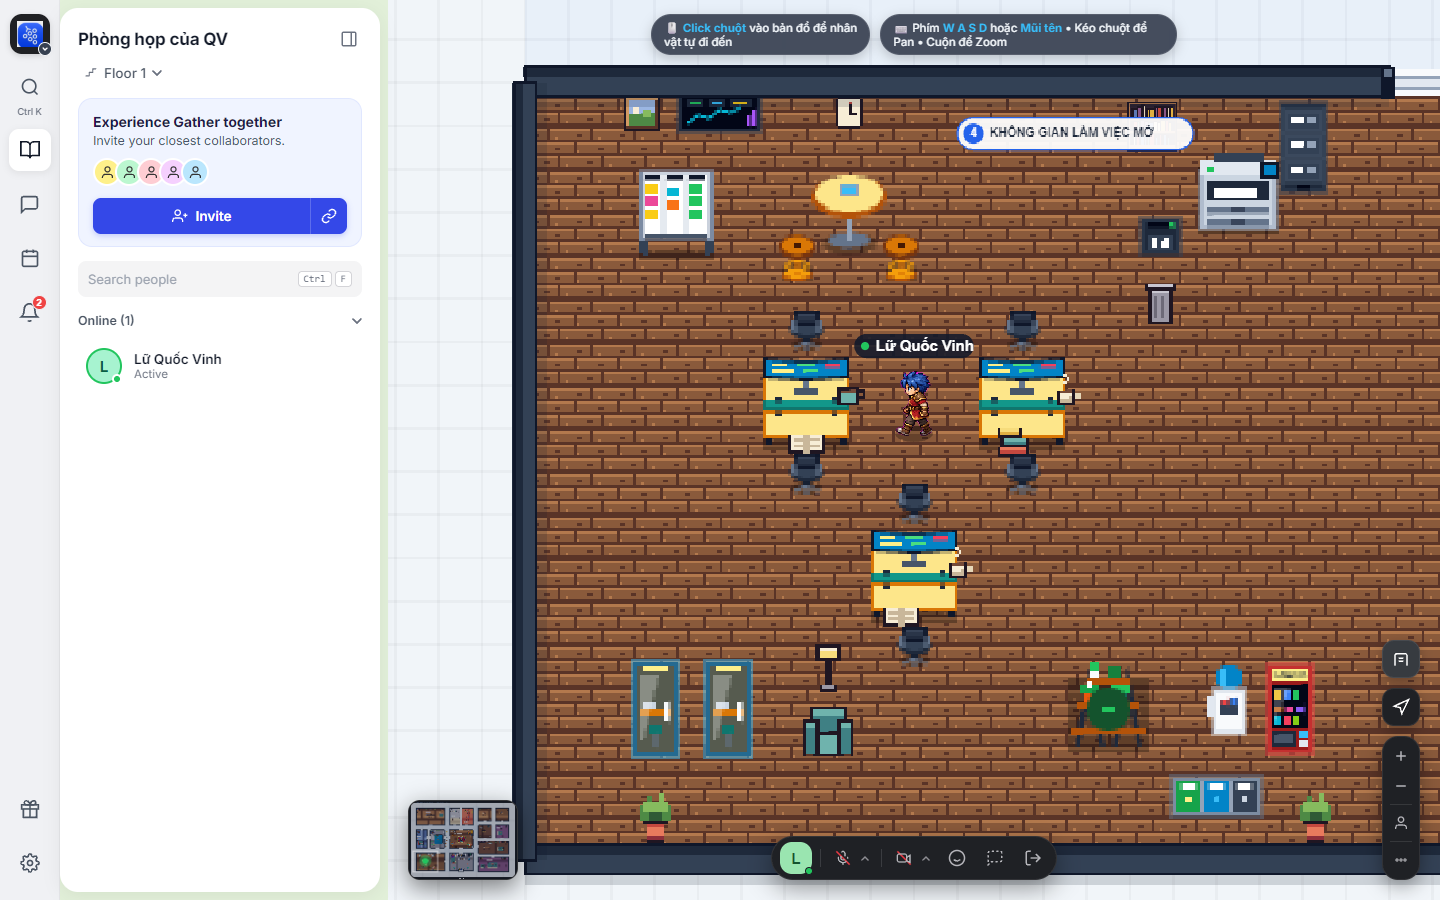 Ctrl K
2
Phòng họp của QV
Floor 1
Experience Gather together
Invite your closest collaborators.
Invite
Search people
Ctrl F
Online (1)
L
Lữ Quốc Vinh
Active
Click chuột vào bản đồ để nhân
vật tự đi đến
Phím W A S D hoặc Mũi tên • Kéo chuột để
Pan • Cuộn để Zoom
4 KHÔNG GIAN LÀM VIỆC MỞ
Lữ Quốc Vinh
L